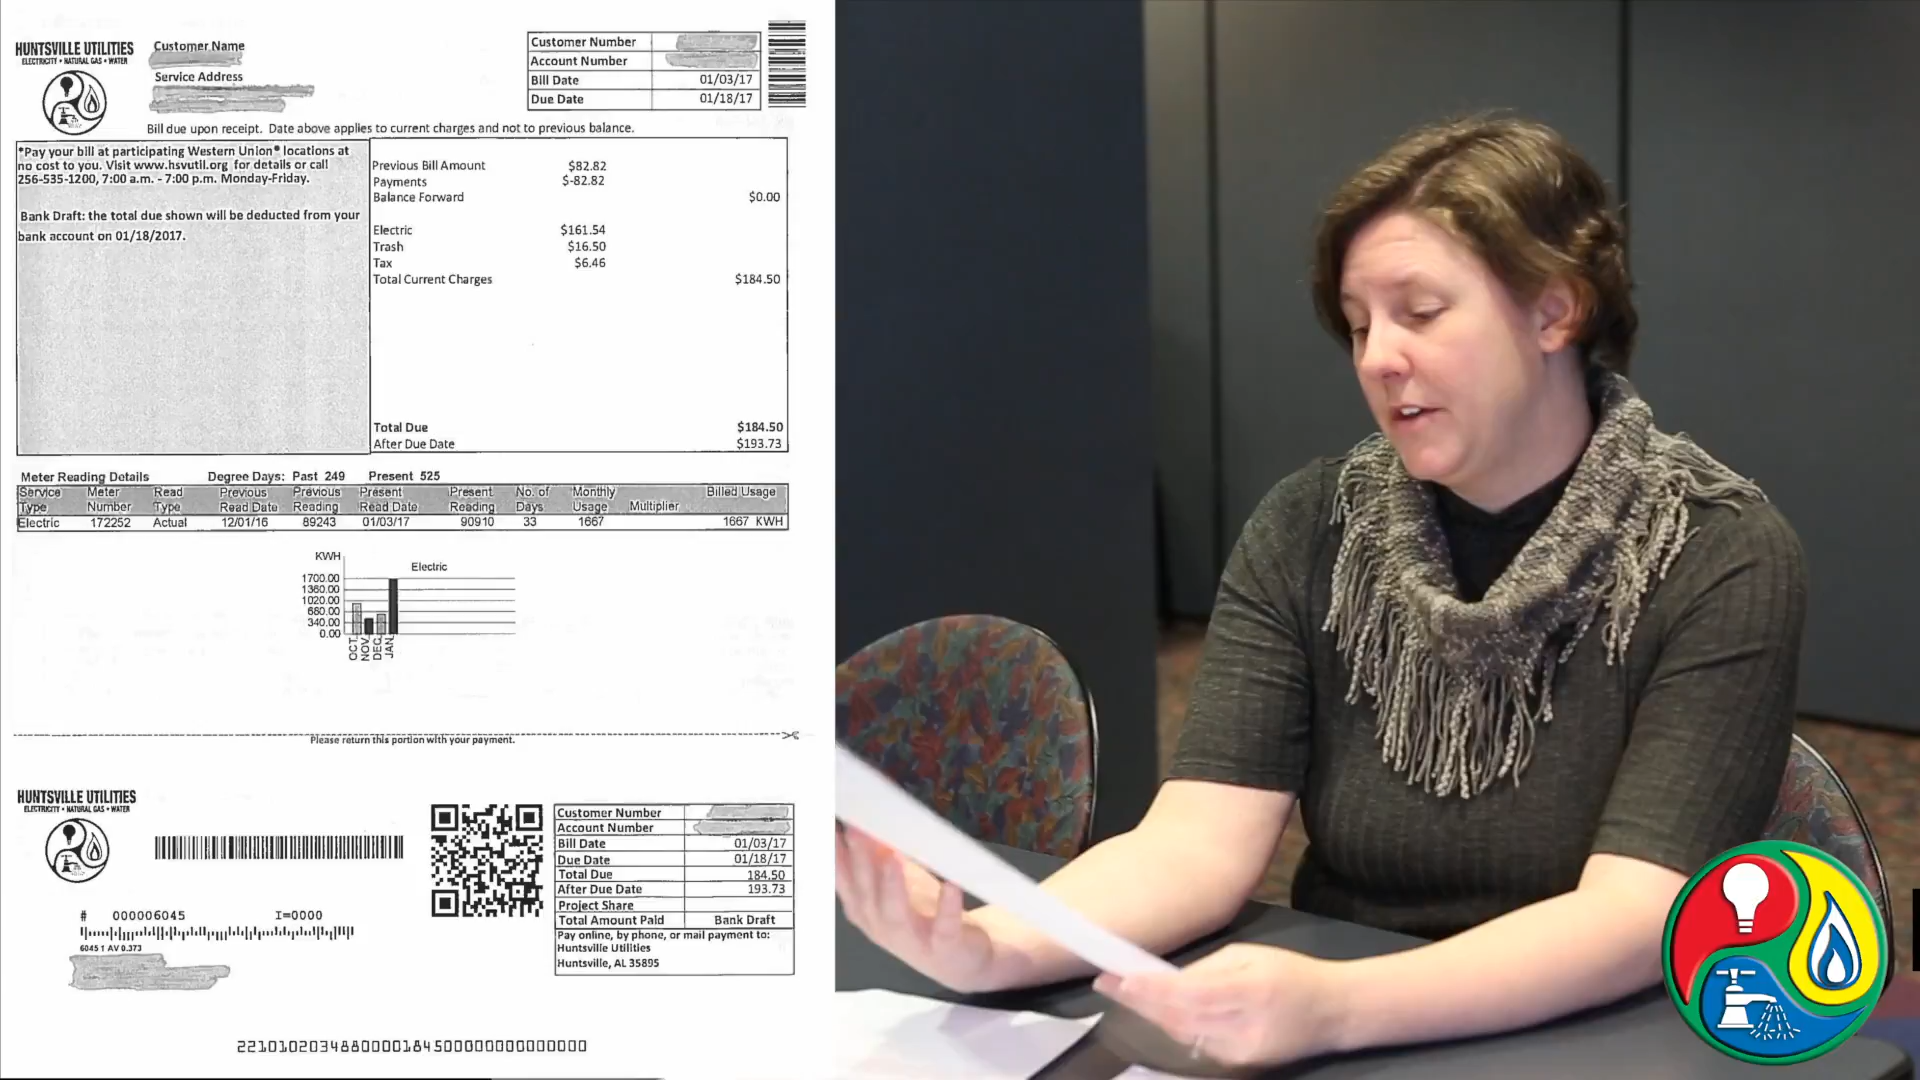 HUNTSVILLE UTILITIES
ELECTRICITY • NATURAL GAS • WATER
Customer Name
Service Address
Customer Number
Account Number
Bill Date 01/03/17
Due Date 01/18/17
Bill due upon receipt. Date above applies to current charges and not to previous balance.
*Pay your bill at participating Western Union® locations at
no cost to you. Visit www.hsvutil.org for details or call
256-535-1200, 7:00 a.m. - 7:00 p.m. Monday-Friday.
Bank Draft: the total due shown will be deducted from your
bank account on 01/18/2017.
Previous Bill Amount $82.82
Payments $-82.82
Balance Forward $0.00
Electric $161.54
Trash $16.50
Tax $6.46
Total Current Charges $184.50
Total Due $184.50
After Due Date $193.73
Meter Reading Details Degree Days: Past 249 Present 525
Service Meter Read Previous Previous Present Present No. of Monthly Billed Usage
Type Number Type Read Date Reading Read Date Reading Days Usage Multiplier
Electric 172252 Actual 12/01/16 89243 01/03/17 90910 33 1667 1667 KWH
KWH
Electric
1700.00
1360.00
1020.00
680.00
340.00
0.00
OCT NOV DEC JAN
Please return this portion with your payment.
HUNTSVILLE UTILITIES
ELECTRICITY • NATURAL GAS • WATER
Customer Number
Account Number
Bill Date 01/03/17
Due Date 01/18/17
Total Due 184.50
After Due Date 193.73
Project Share
Total Amount Paid Bank Draft
Pay online, by phone, or mail payment to:
Huntsville Utilities
Huntsville, AL 35895
# 000006045 I=0000
6045 1 AV 0.373